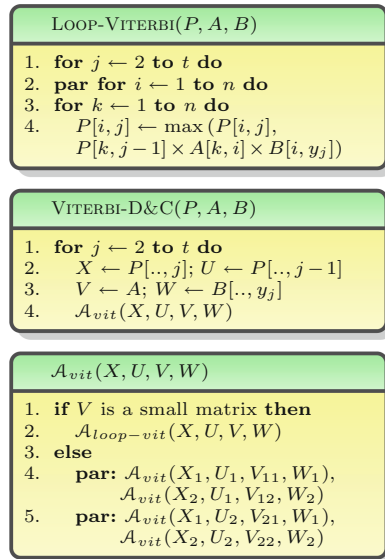 LOOP-VITERBI(P, A, B)
1. for j ← 2 to t do
2. par for i ← 1 to n do
3. for k ← 1 to n do
4. P[i, j] ← max (P[i, j],
P[k, j−1] × A[k, i] × B[i, y_j])
VITERBI-D&C(P, A, B)
1. for j ← 2 to t do
2. X ← P[.., j]; U ← P[.., j − 1]
3. V ← A; W ← B[.., y_j]
4. 𝒜_vit(X, U, V, W)
𝒜_vit(X, U, V, W)
1. if V is a small matrix then
2. 𝒜_loop−vit(X, U, V, W)
3. else
4. par: 𝒜_vit(X_1, U_1, V_11, W_1),
𝒜_vit(X_2, U_1, V_12, W_2)
5. par: 𝒜_vit(X_1, U_2, V_21, W_1),
𝒜_vit(X_2, U_2, V_22, W_2)